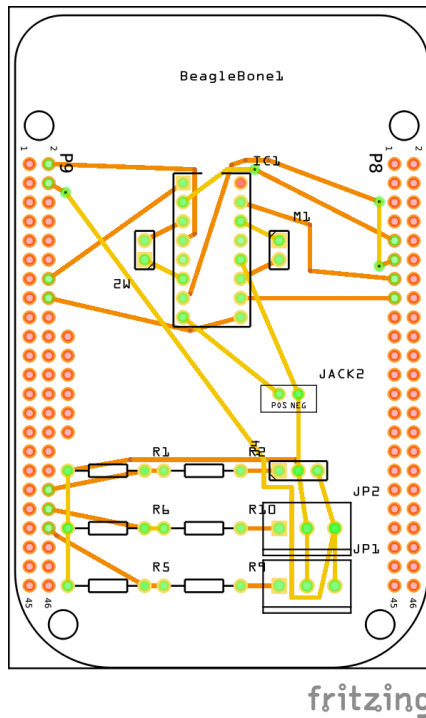 BeagleBone1
1
2
P9
IC1
P8
2
1
M1
M2
JACK2
POS NEG
R1
R2
JP2
R6
R10
JP1
R5
R9
45
46
46
45
fritzing